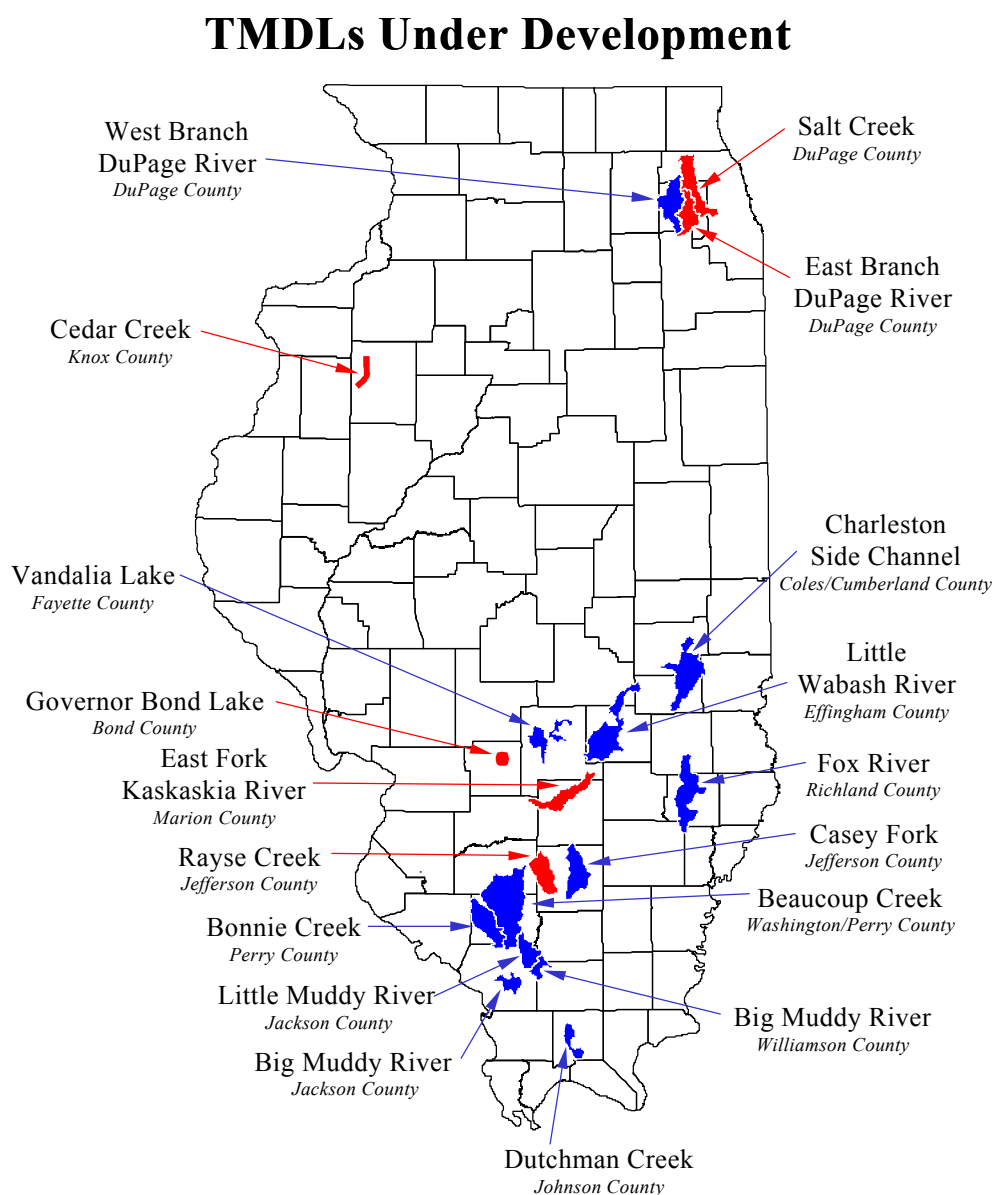 TMDLs Under Development
West Branch
DuPage River
DuPage County
Salt Creek
DuPage County
East Branch
DuPage River
DuPage County
Cedar Creek
Knox County
Charleston
Side Channel
Coles/Cumberland County
Vandalia Lake
Fayette County
Little
Wabash River
Effingham County
Governor Bond Lake
Bond County
East Fork
Kaskaskia River
Marion County
Fox River
Richland County
Casey Fork
Jefferson County
Rayse Creek
Jefferson County
Beaucoup Creek
Washington/Perry County
Bonnie Creek
Perry County
Little Muddy River
Jackson County
Big Muddy River
Williamson County
Big Muddy River
Jackson County
Dutchman Creek
Johnson County